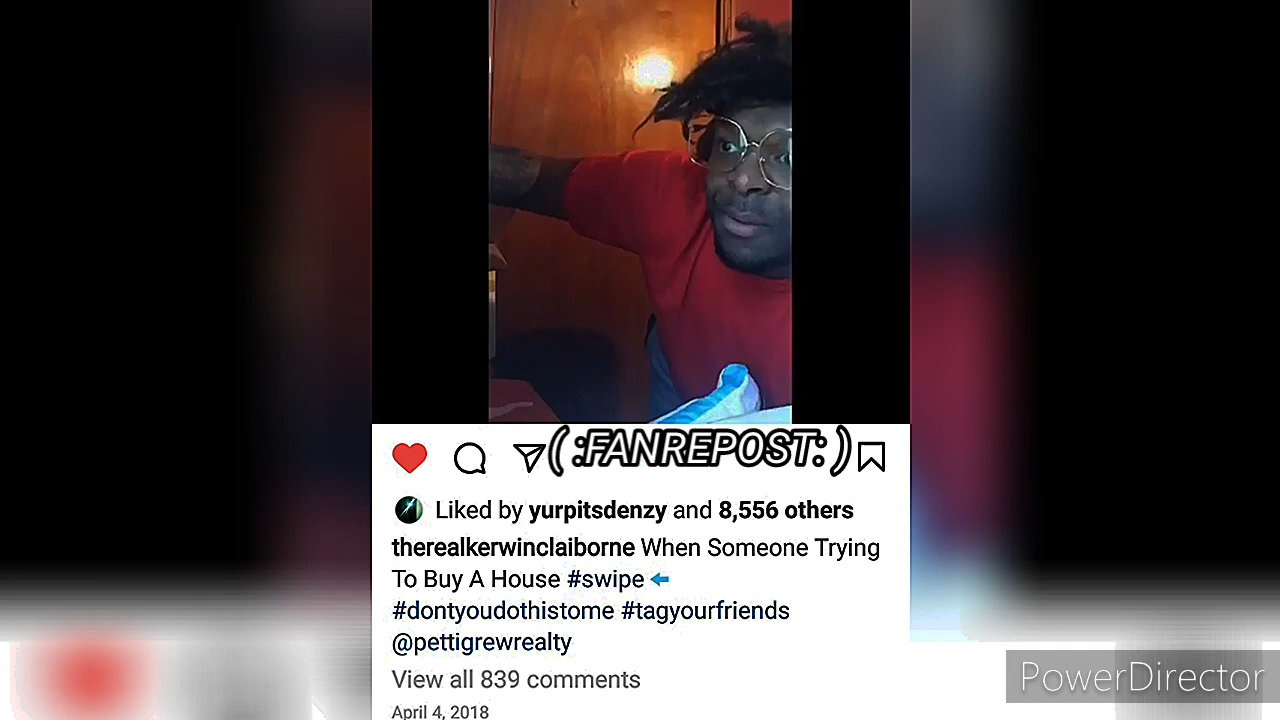 ( :FANREPOST: )
Liked by yurpitsdenzy and 8,556 others
therealkerwinclaiborne When Someone Trying
To Buy A House #swipe
#dontyoudothistome #tagyourfriends
@pettigrewrealty
View all 839 comments
April 4, 2018
PowerDirector